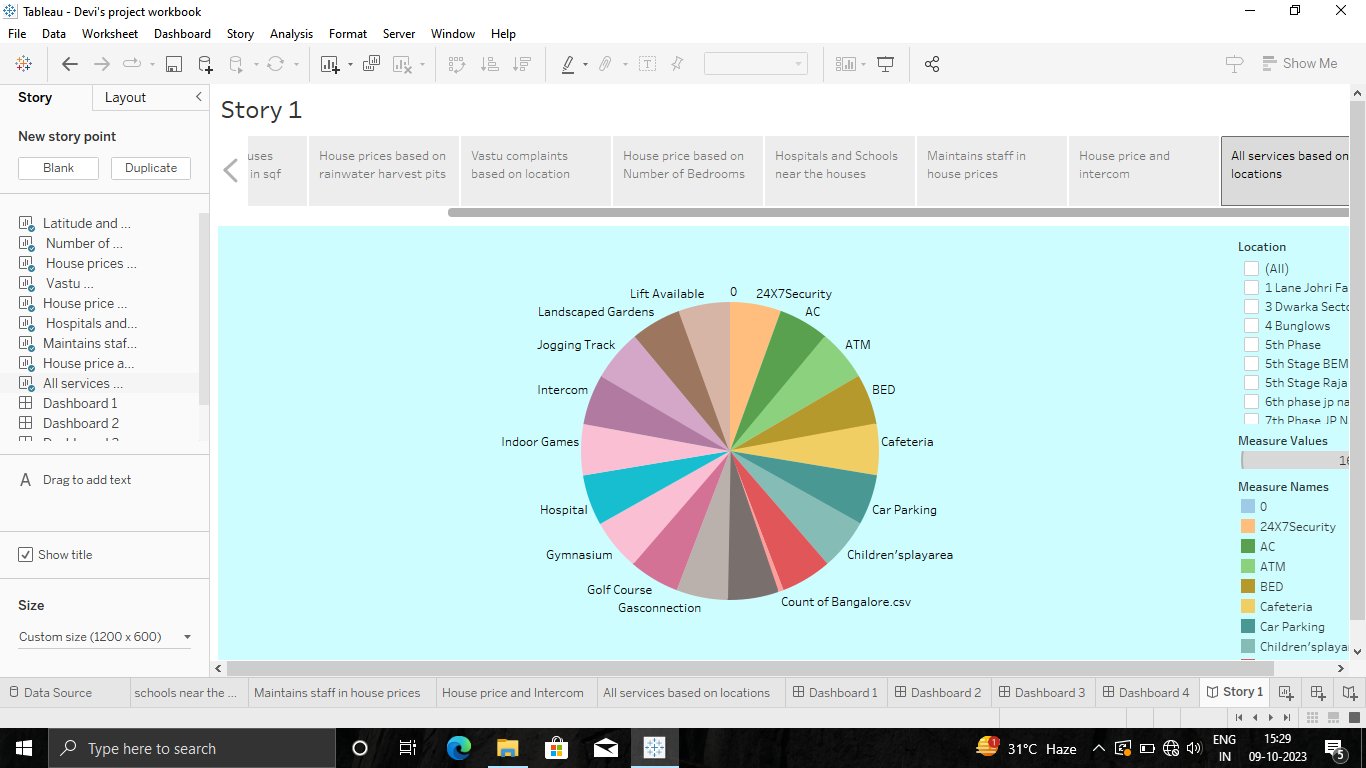 Tableau - Devi's project workbook
File Data Worksheet Dashboard Story Analysis Format Server Window Help
Show Me
Story Layout
New story point
Blank Duplicate
Latitude and ...
Number of ...
House prices ...
Vastu ...
House price ...
Hospitals and...
Maintains staf...
House price a...
All services ...
Dashboard 1
Dashboard 2
A Drag to add text
Show title
Size
Custom size (1200 x 600)
Story 1
uses
in sqf
House prices based on
rainwater harvest pits
Vastu complaints
based on location
House price based on
Number of Bedrooms
Hospitals and Schools
near the houses
Maintains staff in
house prices
House price and
intercom
All services based on
locations
0
24X7Security
AC
ATM
BED
Cafeteria
Car Parking
Children'splayarea
Count of Bangalore.csv
Gasconnection
Golf Course
Gymnasium
Hospital
Indoor Games
Intercom
Jogging Track
Landscaped Gardens
Lift Available
Location
(All)
1 Lane Johri Fa
3 Dwarka Secto
4 Bunglows
5th Phase
5th Stage BEM
5th Stage Raja
6th phase jp na
7th Phase JP N
Measure Values
16
Measure Names
0
24X7Security
AC
ATM
BED
Cafeteria
Car Parking
Children'splaya
Data Source schools near the ... Maintains staff in house prices House price and Intercom All services based on locations Dashboard 1 Dashboard 2 Dashboard 3 Dashboard 4 Story 1
Type here to search
1
31°C Haze
ENG
IN
15:29
09-10-2023
5